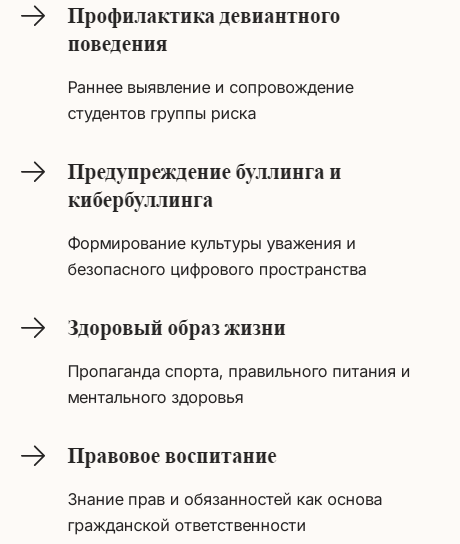 Профилактика девиантного
поведения
Раннее выявление и сопровождение
студентов группы риска
Предупреждение буллинга и
кибербуллинга
Формирование культуры уважения и
безопасного цифрового пространства
Здоровый образ жизни
Пропаганда спорта, правильного питания и
ментального здоровья
Правовое воспитание
Знание прав и обязанностей как основа
гражданской ответственности